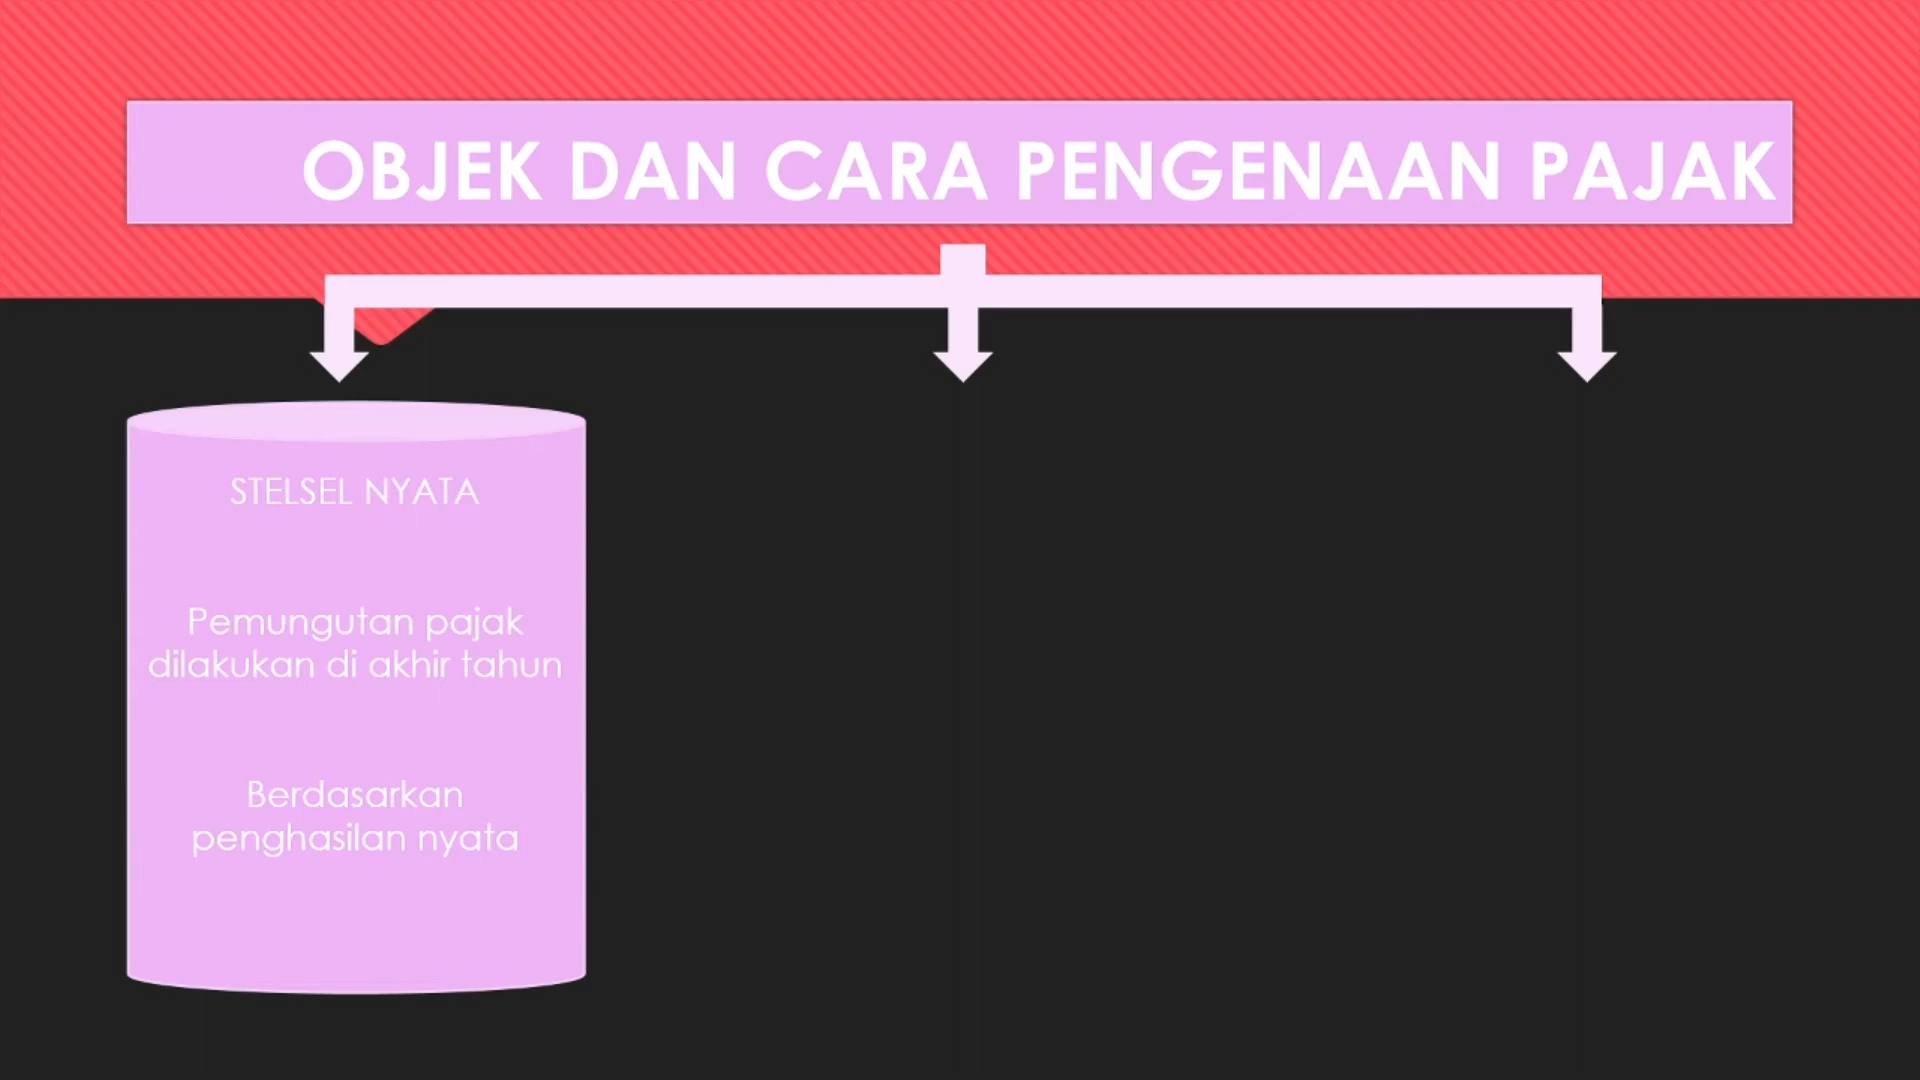 OBJEK DAN CARA PENGENAAN PAJAK
STELSEL NYATA
Pemungutan pajak
dilakukan di akhir tahun
Berdasarkan
penghasilan nyata